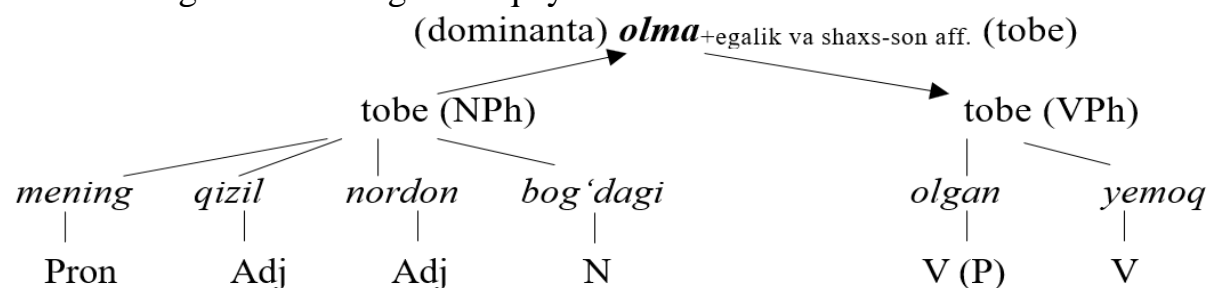 (dominanta) olma+egalik va shaxs-son aff. (tobe)
tobe (NPh) tobe (VPh)
mening qizil nordon bog‘dagi olgan yemoq
Pron Adj Adj N V (P) V